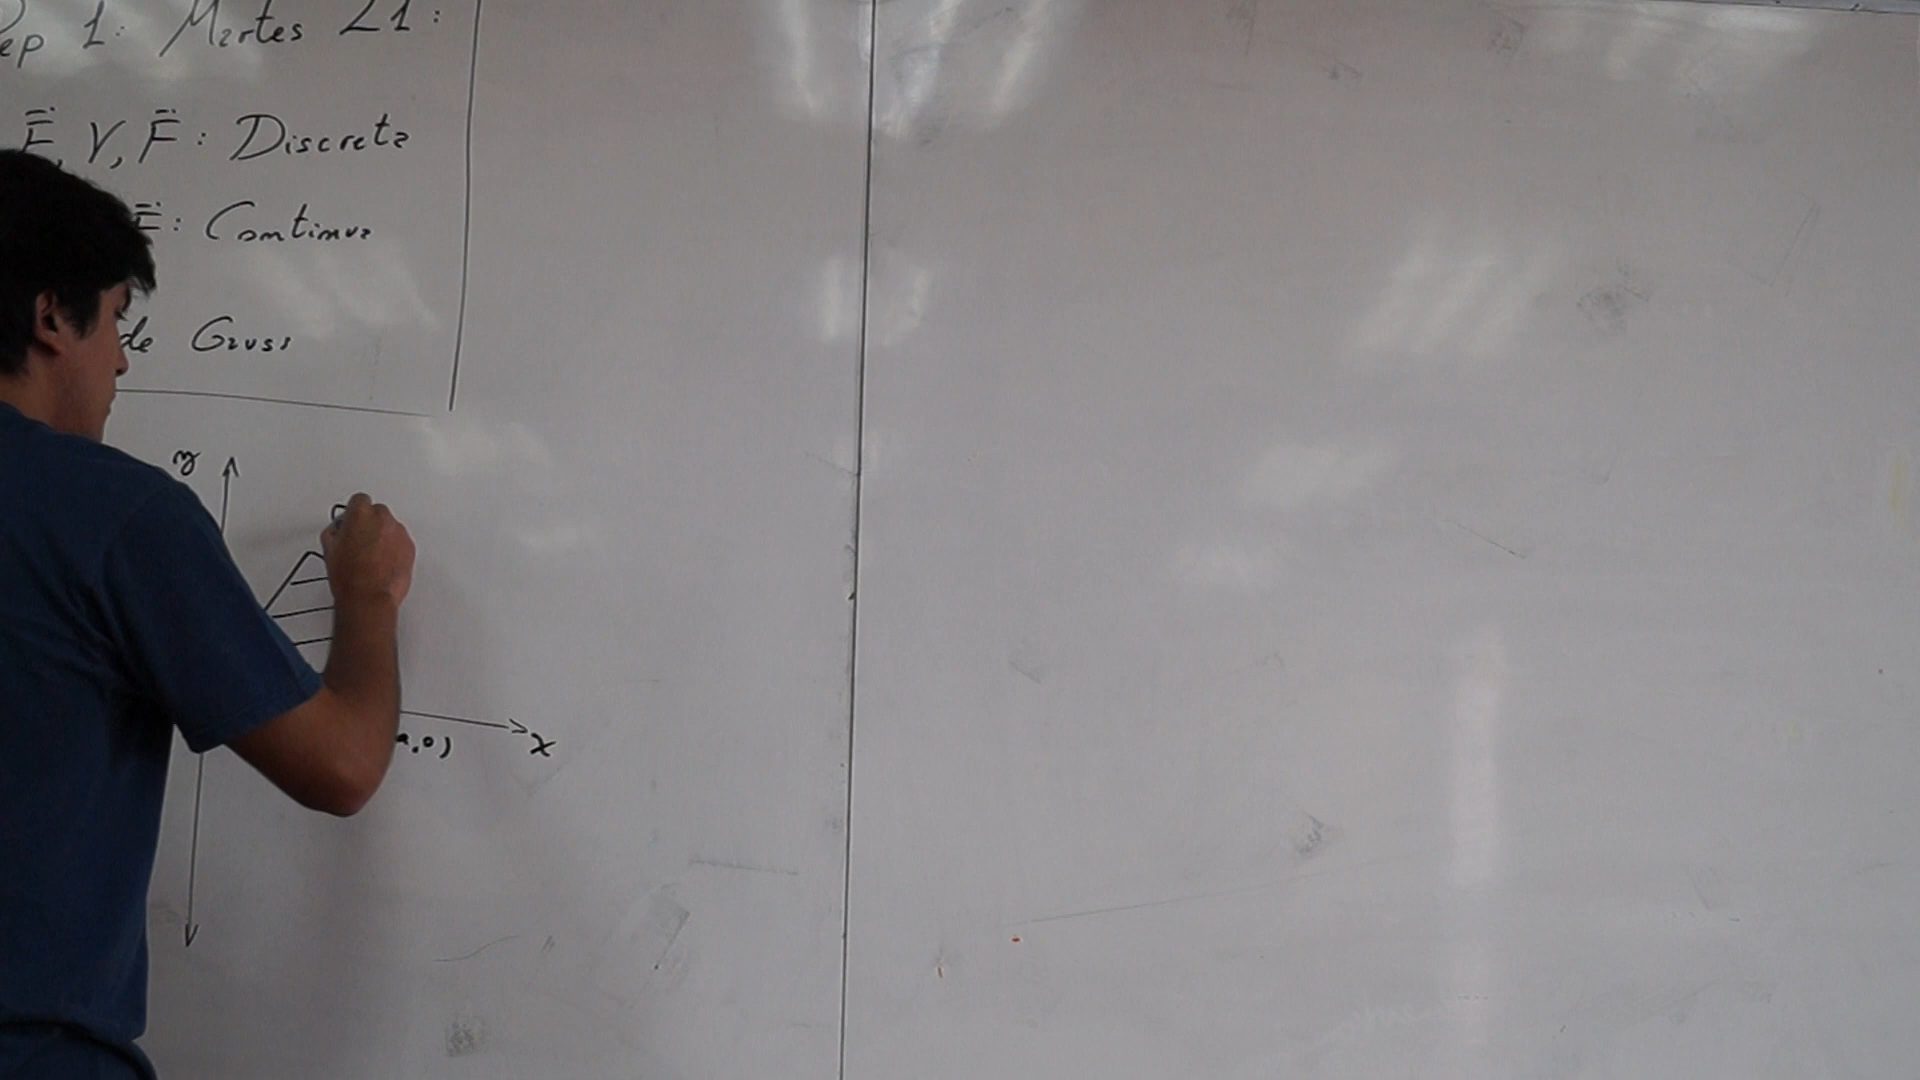 ep 1: Martes 21:
E, V, F: Discreta
E: Continua
de Gauss
y
,0)
x